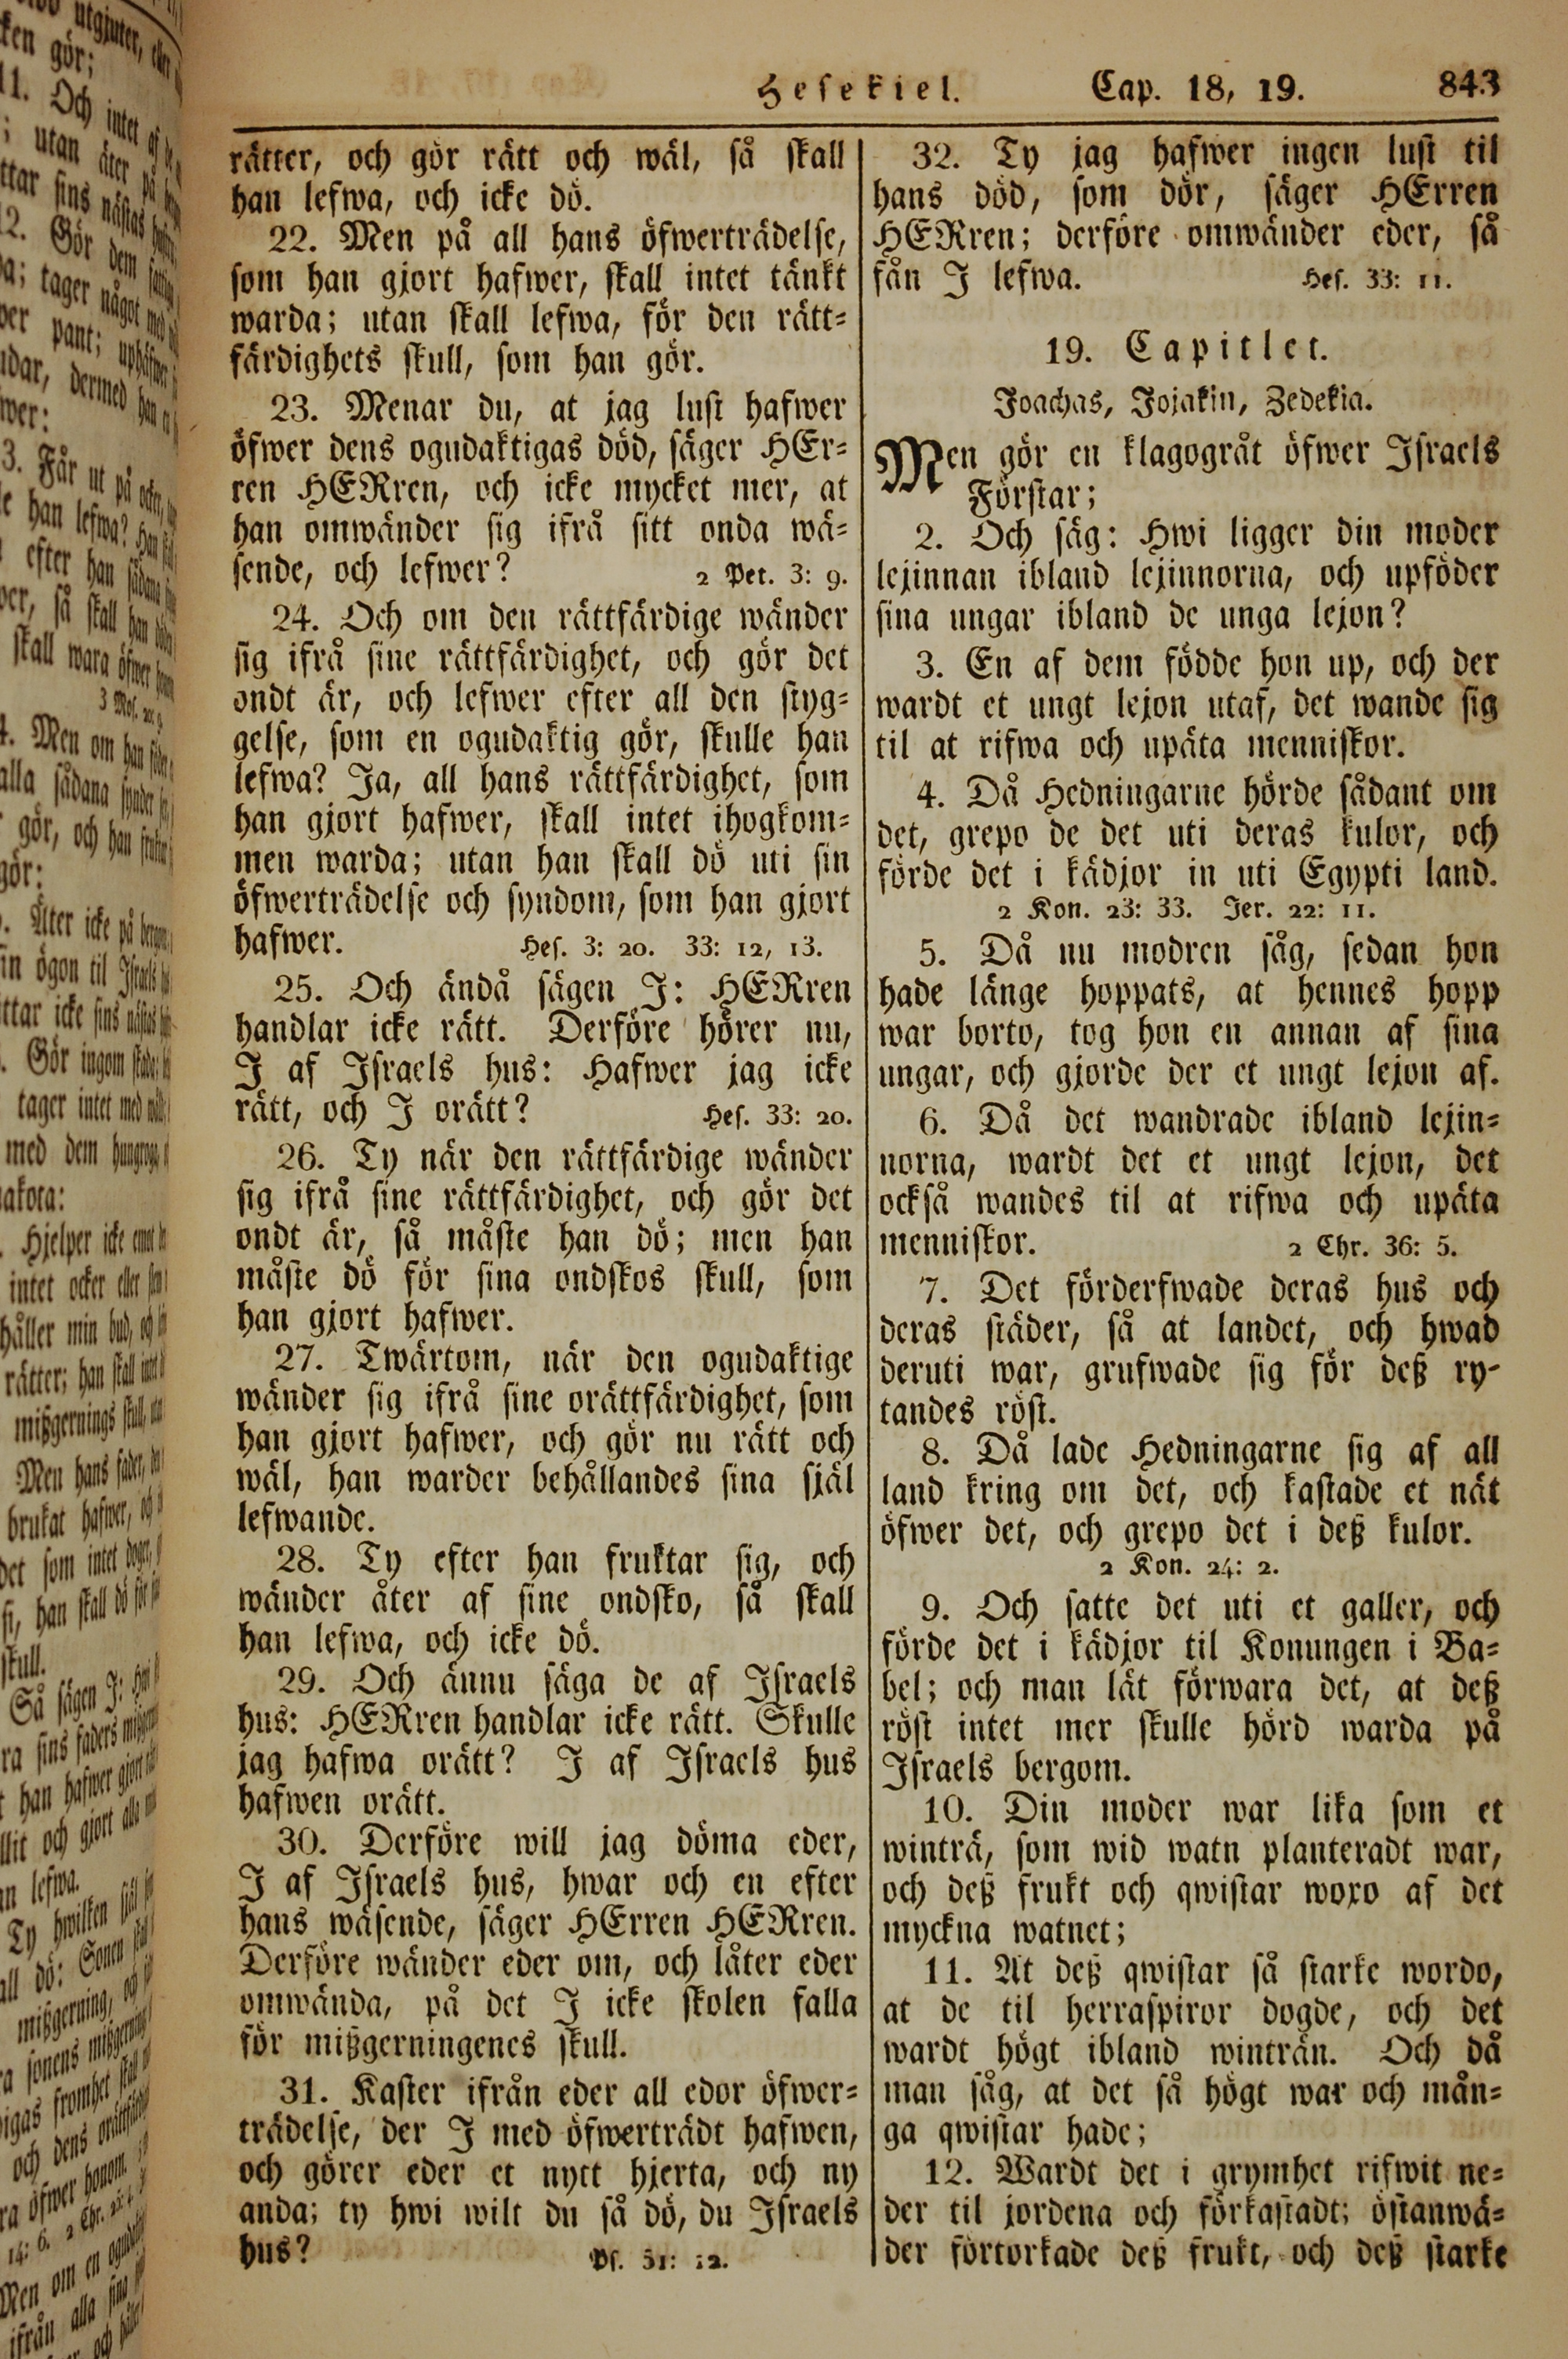 Hesekiel. Cap. 18, 19. 843
rätter, och gör rätt och wäl, så skall
han lefwa, och icke dö.
22. Men på all hans öfwerträdelse,
som han gjort hafwer, skall intet tänkt
warda; utan skall lefwa, för den rätt=
färdighets skull, som han gör.
23. Menar du, at jag lust hafwer
öfwer dens ogudaktigas död, säger HEr=
ren HERren, och icke mycket mer, at
han omwänder sig ifrå sitt onda wä=
sende, och lefwer? 2 Pet. 3: 9.
24. Och om den rättfärdige wänder
sig ifrå sine rättfärdighet, och gör det
ondt är, och lefwer efter all den styg=
gelse, som en ogudaktig gör, skulle han
lefwa? Ja, all hans rättfärdighet, som
han gjort hafwer, skall intet ihogkom=
men warda; utan han skall dö uti sin
öfwerträdelse och syndom, som han gjort
hafwer. Hes. 3: 20. 33: 12, 13.
25. Och ändå sägen J: HERren
handlar icke rätt. Derföre hörer nu,
J af Israels hus: Hafwer jag icke
rätt, och J orätt? Hes. 33: 20.
26. Ty när den rättfärdige wänder
sig ifrå sine rättfärdighet, och gör det
ondt är, så måste han dö; men han
måste dö för sina ondskos skull, som
han gjort hafwer.
27. Twärtom, när den ogudaktige
wänder sig ifrå sine orättfärdighet, som
han gjort hafwer, och gör nu rätt och
wäl, han warder behållandes sina själ
lefwande.
28. Ty efter han fruktar sig, och
wänder åter af sine ondsko, så skall
han lefwa, och icke dö.
29. Och ännu säga de af Israels
hus: HERren handlar icke rätt. Skulle
jag hafwa orätt? J af Israels hus
hafwen orätt.
30. Derföre will jag döma eder,
J af Israels hus, hwar och en efter
hans wäsende, säger HErren HERren.
Derföre wänder eder om, och låter eder
omwända, på det J icke skolen falla
för mißgerningenes skull.
31. Kaster ifrån eder all edor öfwer=
trädelse, der J med öfwerträdt hafwen,
och görer eder et nytt hjerta, och ny
anda; ty hwi wilt du så dö, du Israels
hus? Ps. 51: 12.
32. Ty jag hafwer ingen lust til
hans död, som dör, säger HErren
HERren; derföre omwänder eder, så
fån J lefwa. Hes. 33: 11.
19. Capitlet.
Joachas, Jojakin, Zedekia.
Men gör en klagogråt öfwer Israels
Förstar;
2. Och säg: Hwi ligger din moder
lejinnan ibland lejinnorna, och upföder
sina ungar ibland de unga lejon?
3. En af dem födde hon up, och der
wardt et ungt lejon utaf, det wande sig
til at rifwa och upäta menniskor.
4. Då Hedningarne hörde sådant om
det, grepo de det uti deras kulor, och
förde det i kädjor in uti Egypti land.
2 Kon. 23: 33. Jer. 22: 11.
5. Då nu modren såg, sedan hon
hade länge hoppats, at hennes hopp
war borto, tog hon en annan af sina
ungar, och gjorde der et ungt lejon af.
6. Då det wandrade ibland lejin=
norna, wardt det et ungt lejon, det
också wandes til at rifwa och upäta
menniskor. 2 Chr. 36: 5.
7. Det förderfwade deras hus och
deras städer, så at landet, och hwad
deruti war, grufwade sig för deß ry-
tandes röst.
8. Då lade Hedningarne sig af all
land kring om det, och kastade et nät
öfwer det, och grepo det i deß kulor.
2 Kon. 24: 2.
9. Och satte det uti et galler, och
förde det i kädjor til Konungen i Ba=
bel; och man lät förwara det, at deß
röst intet mer skulle hörd warda på
Israels bergom.
10. Din moder war lika som et
winträ, som wid watn planteradt war,
och deß frukt och qwistar woxo af det
myckna watnet;
11. At deß qwistar så starke wordo,
at de til herraspiror dogde, och det
wardt högt ibland winträn. Och då
man såg, at det så högt war och mån=
ga qwistar hade;
12. Wardt det i grymhet rifwit ne=
der til jordena och förkastadt; östanwä=
der förtorkade deß frukt, och deß starke